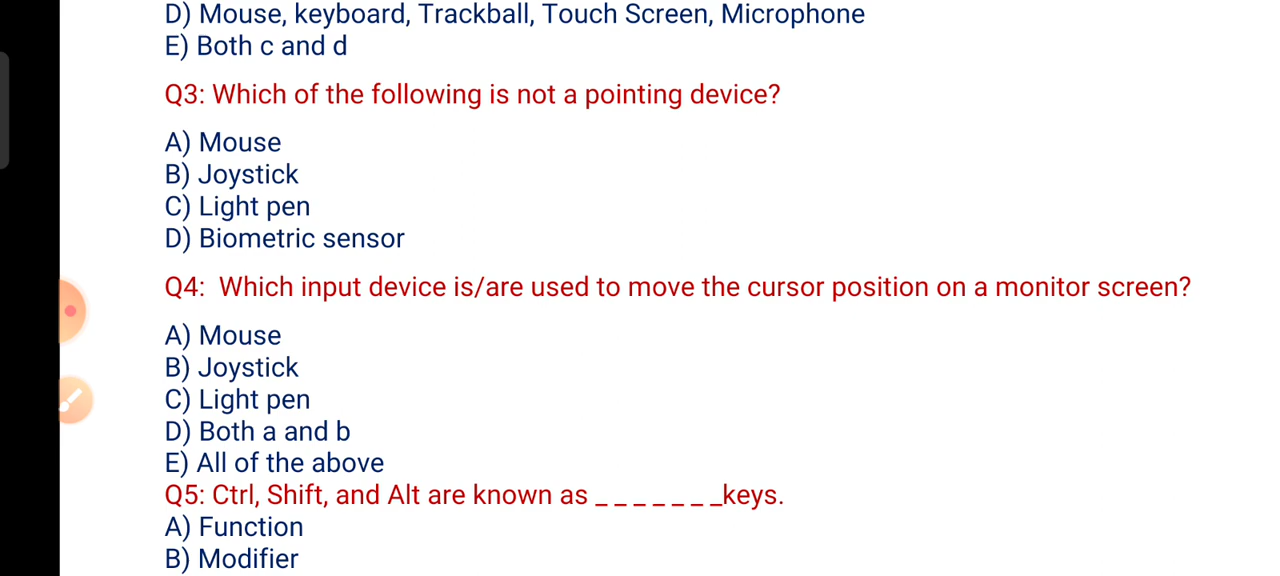 D) Mouse, keyboard, Trackball, Touch Screen, Microphone
E) Both c and d
Q3: Which of the following is not a pointing device?
A) Mouse
B) Joystick
C) Light pen
D) Biometric sensor
Q4:  Which input device is/are used to move the cursor position on a monitor screen?
A) Mouse
B) Joystick
C) Light pen
D) Both a and b
E) All of the above
Q5: Ctrl, Shift, and Alt are known as _ _ _ _ _ _ _keys.
A) Function
B) Modifier